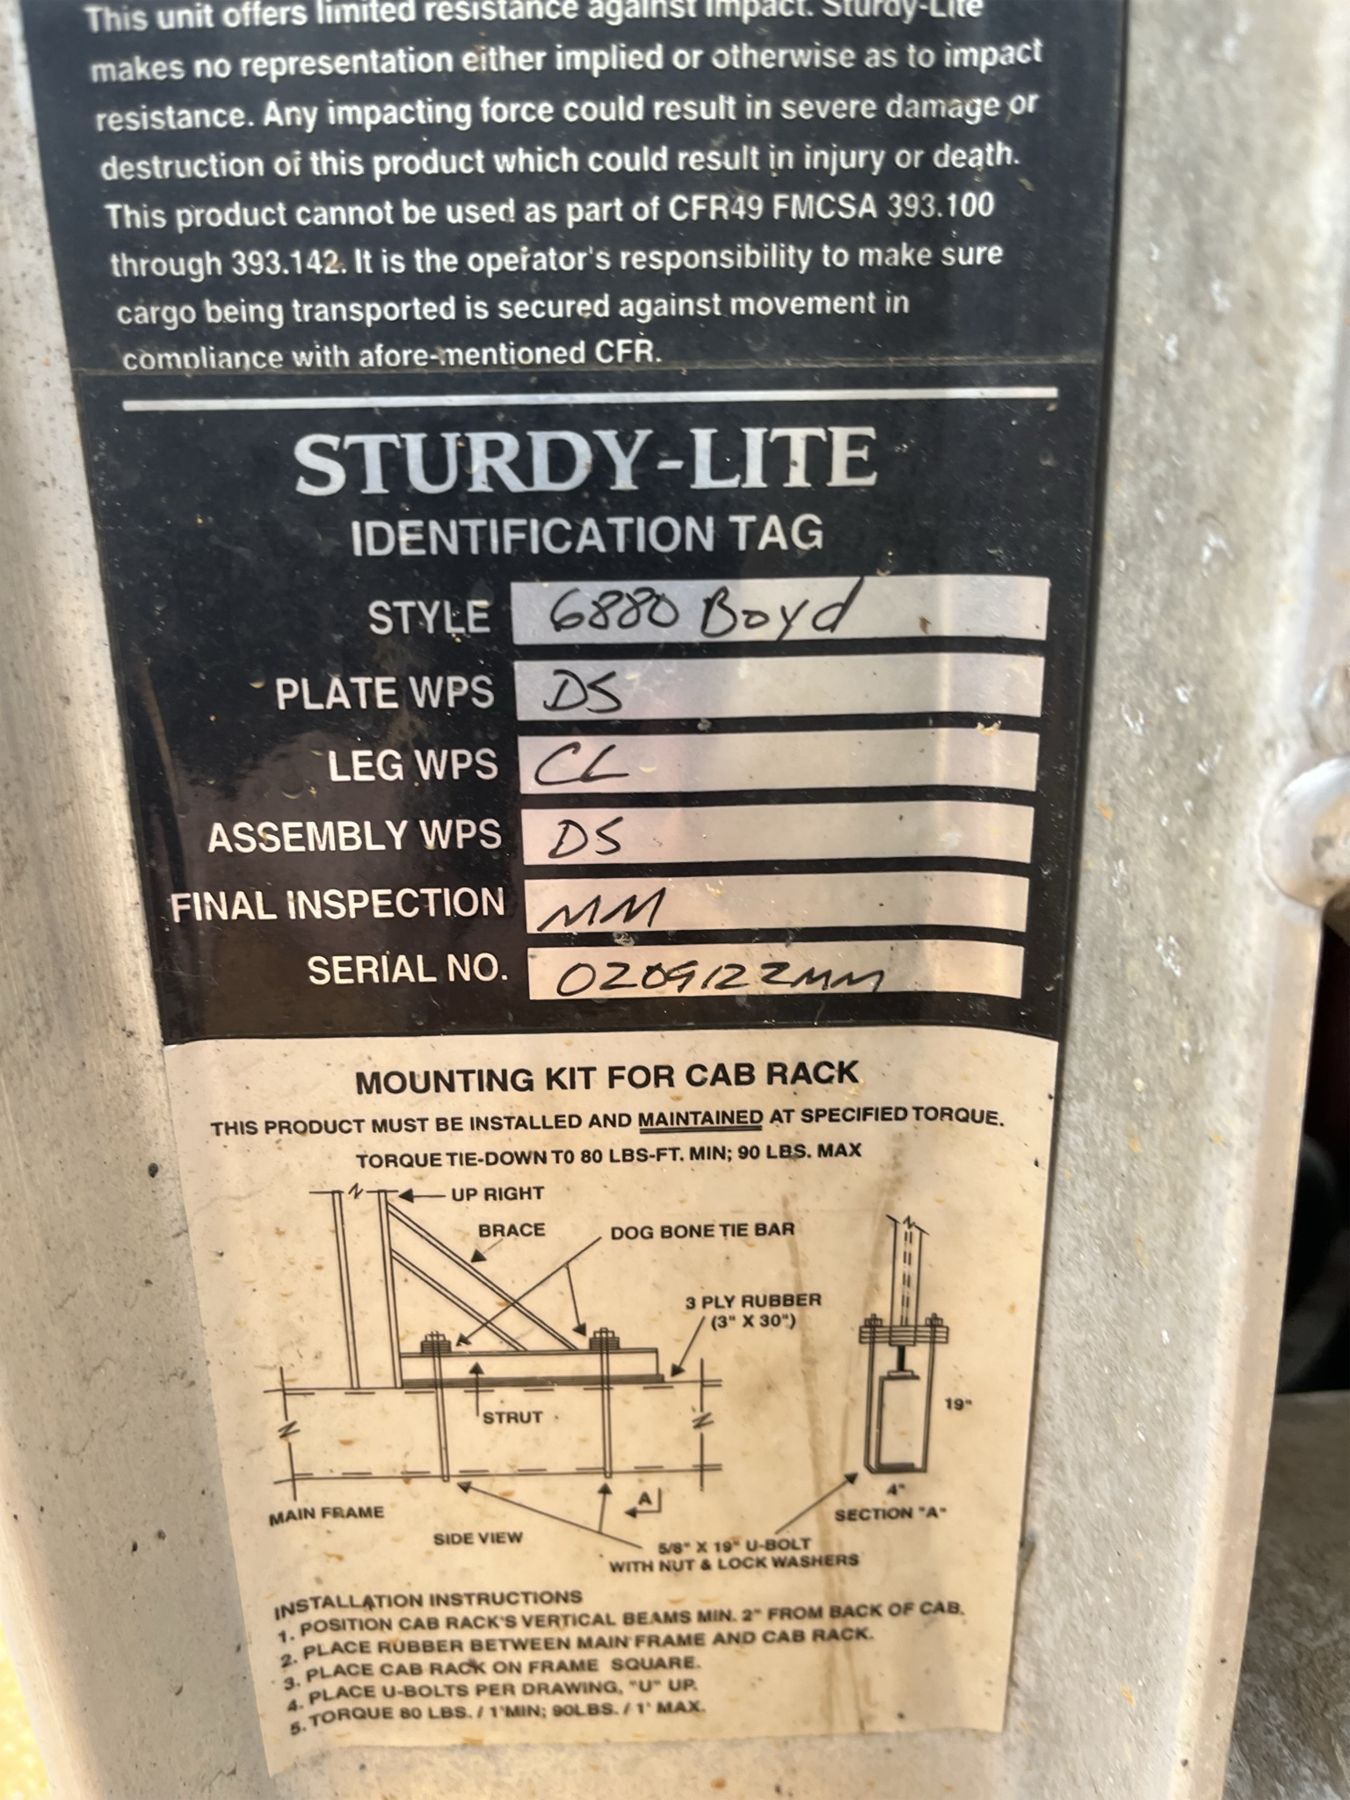 This unit offers limited resistance against impact. Sturdy-Lite
makes no representation either implied or otherwise as to impact
resistance. Any impacting force could result in severe damage or
destruction of this product which could result in injury or death.
This product cannot be used as part of CFR49 FMCSA 393.100
through 393.142. It is the operator's responsibility to make sure
cargo being transported is secured against movement in
compliance with afore-mentioned CFR.
STURDY-LITE
IDENTIFICATION TAG
STYLE 6880 Boyd
PLATE WPS DS
LEG WPS CL
ASSEMBLY WPS DS
FINAL INSPECTION MM
SERIAL NO. 0209122MM
MOUNTING KIT FOR CAB RACK
THIS PRODUCT MUST BE INSTALLED AND MAINTAINED AT SPECIFIED TORQUE.
TORQUE TIE-DOWN T0 80 LBS-FT. MIN; 90 LBS. MAX
UP RIGHT
BRACE
DOG BONE TIE BAR
3 PLY RUBBER
(3" X 30")
STRUT
19"
4"
MAIN FRAME
A
SECTION "A"
SIDE VIEW
5/8" X 19" U-BOLT
WITH NUT & LOCK WASHERS
INSTALLATION INSTRUCTIONS
1. POSITION CAB RACK'S VERTICAL BEAMS MIN. 2" FROM BACK OF CAB.
2. PLACE RUBBER BETWEEN MAIN FRAME AND CAB RACK.
3. PLACE CAB RACK ON FRAME SQUARE.
4. PLACE U-BOLTS PER DRAWING, "U" UP.
5. TORQUE 80 LBS. / 1'MIN; 90LBS. / 1' MAX.